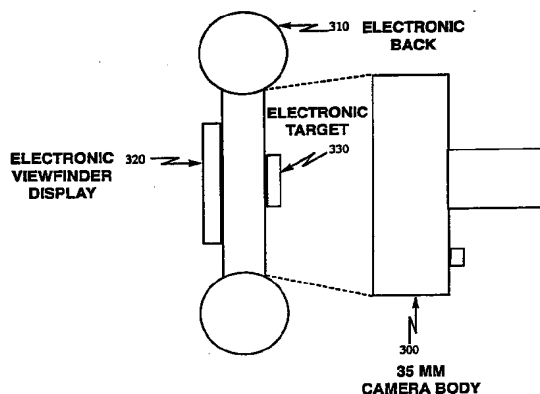 310 ELECTRONIC
BACK
ELECTRONIC
TARGET
330
ELECTRONIC 320
VIEWFINDER
DISPLAY
300
35 MM
CAMERA BODY